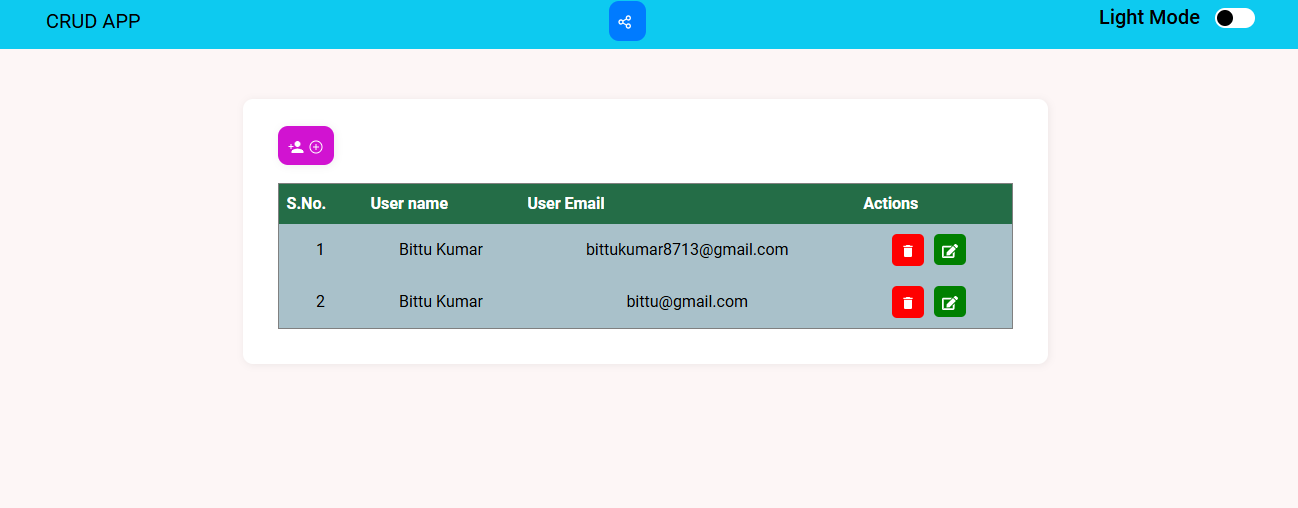 CRUD APP
Light Mode
S.No. User name User Email Actions
1 Bittu Kumar bittukumar8713@gmail.com
2 Bittu Kumar bittu@gmail.com